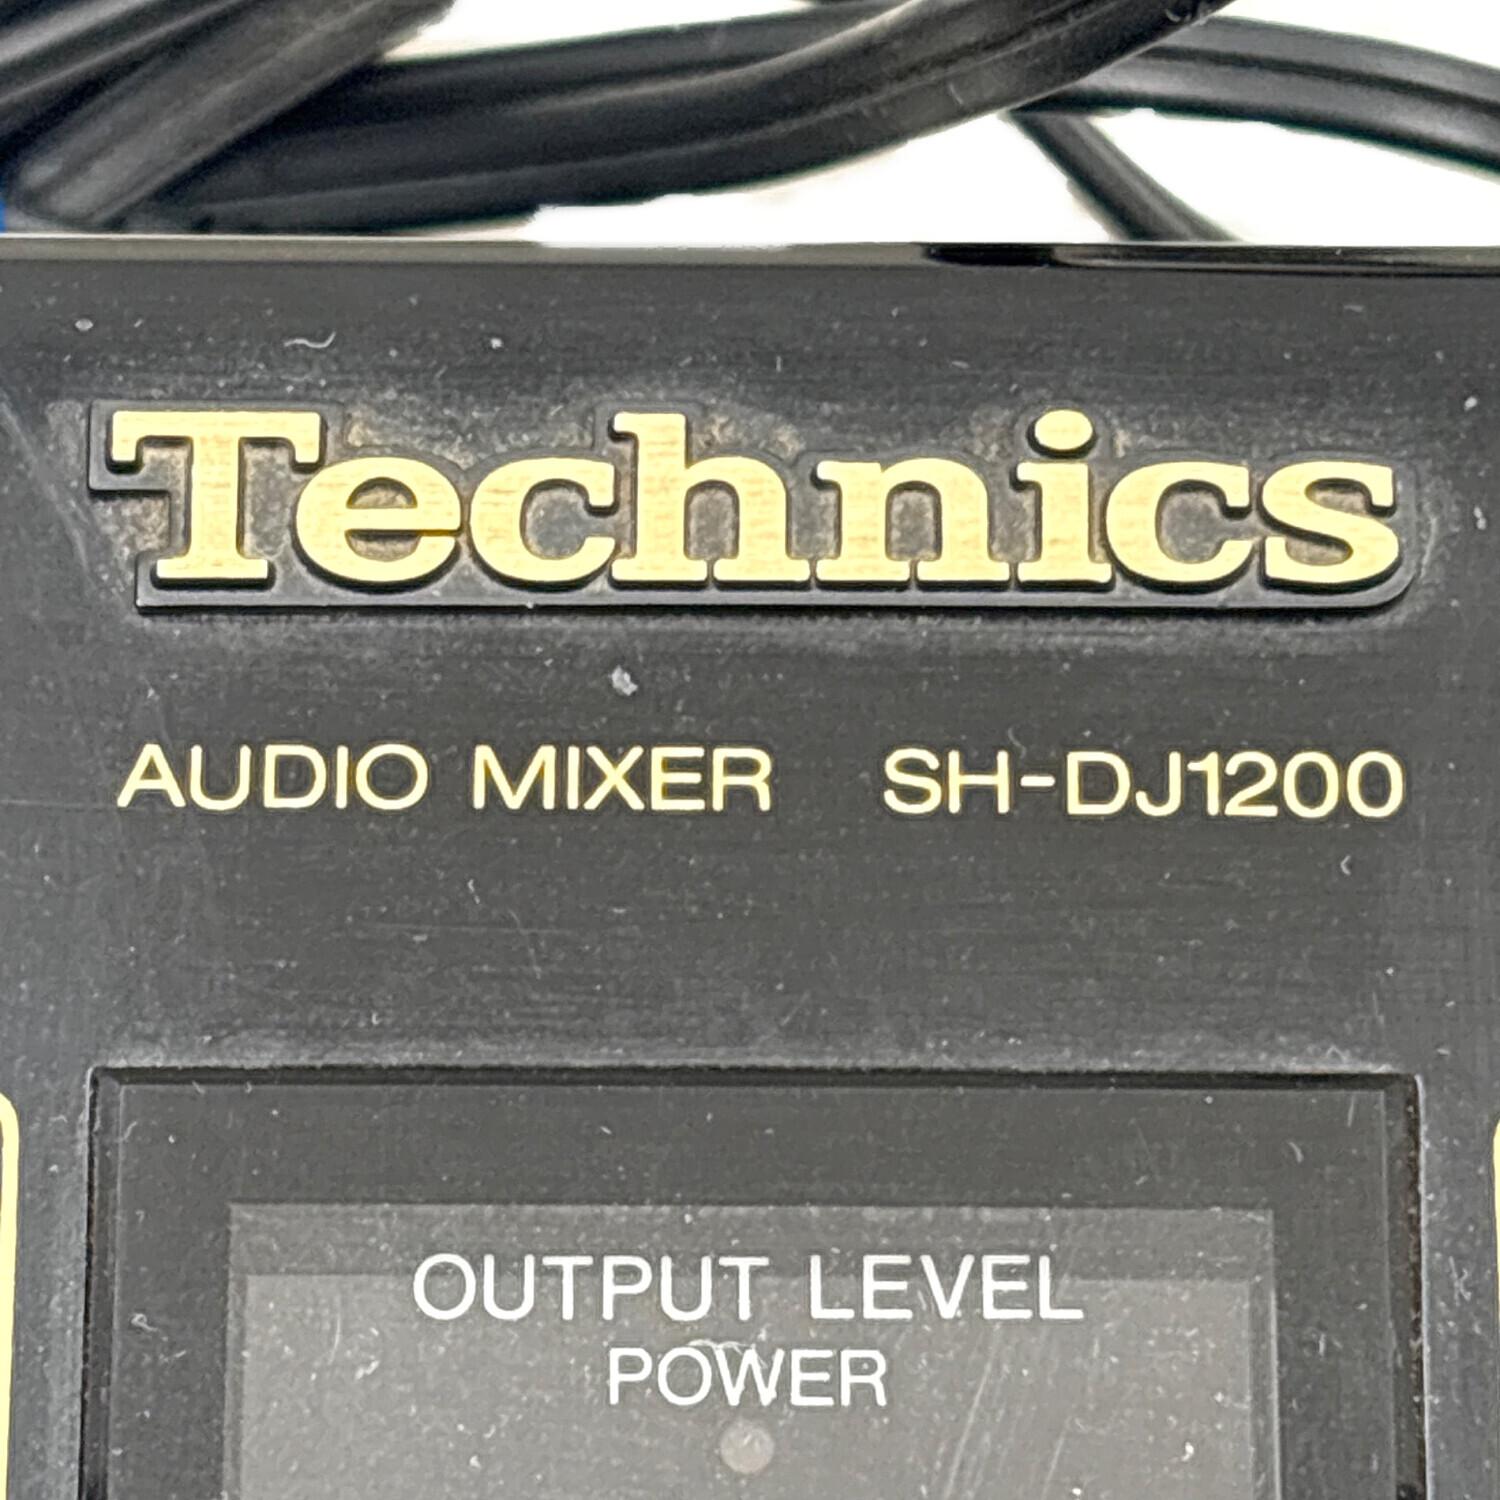 Technics
AUDIO MIXER SH-DJ1200
OUTPUT LEVEL
POWER